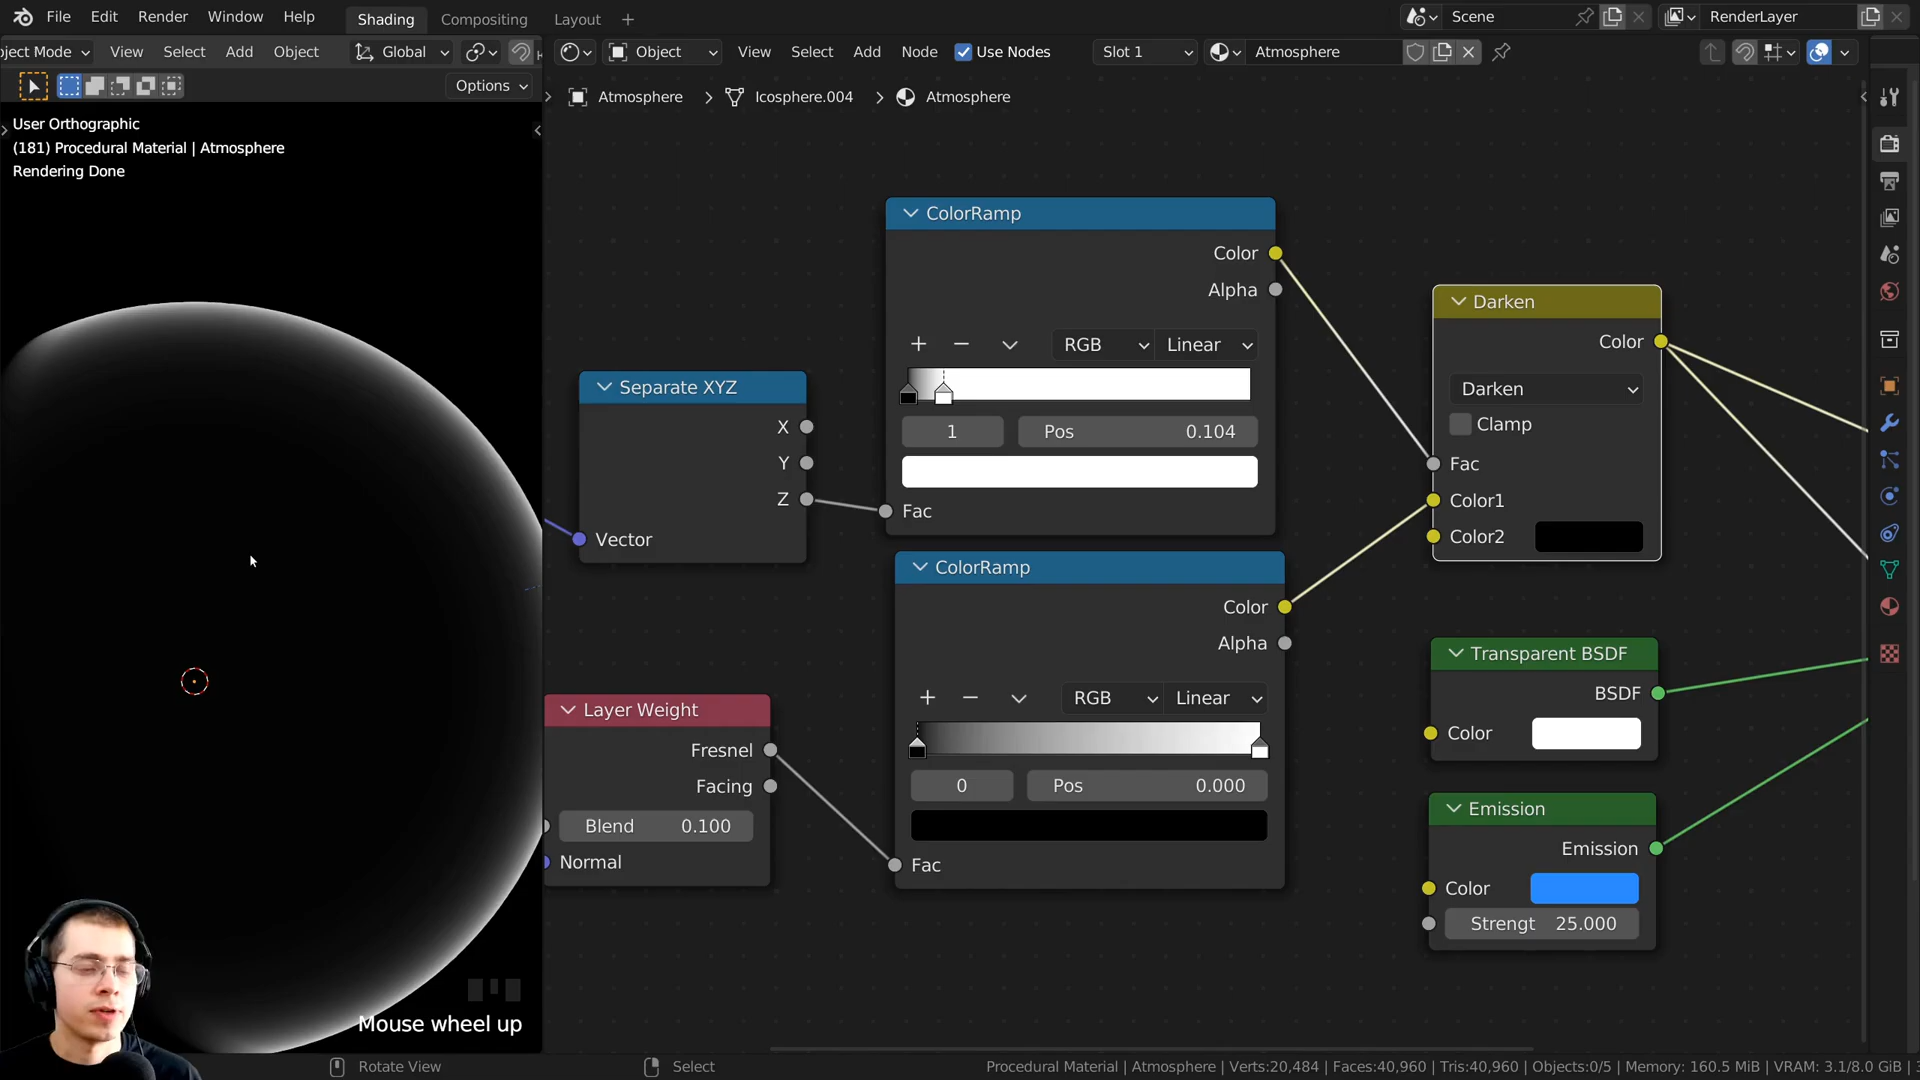 File Edit Render Window Help Shading Compositing Layout + Scene RenderLayer
ject Mode View Select Add Object Global Object View Select Add Node Use Nodes Slot 1 Atmosphere
Options
Atmosphere > Icosphere.004 > Atmosphere
User Orthographic
(181) Procedural Material | Atmosphere
Rendering Done
ColorRamp
Color
Alpha
RGB Linear
1 Pos 0.104
Fac
Separate XYZ
X
Y
Z
Vector
Darken
Color
Darken
Clamp
Fac
Color1
Color2
ColorRamp
Color
Alpha
RGB Linear
0 Pos 0.000
Fac
Layer Weight
Fresnel
Facing
Blend 0.100
Normal
Transparent BSDF
BSDF
Color
Emission
Emission
Color
Strengt 25.000
Mouse wheel up
Rotate View Select Procedural Material | Atmosphere | Verts:20,484 | Faces:40,960 | Tris:40,960 | Objects:0/5 | Memory: 160.5 MiB | VRAM: 3.1/8.0 GiB |